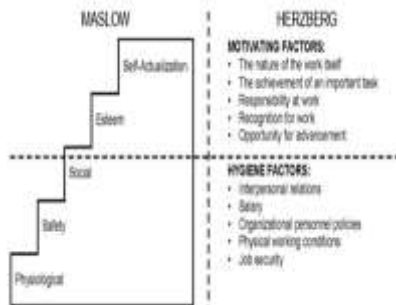 MASLOW
Self-Actualization
Esteem
Social
Safety
Physiological
HERZBERG
MOTIVATING FACTORS:
• The nature of the work itself
• The achievement of an important task
• Responsibility at work
• Recognition for work
• Opportunity for advancement
HYGIENE FACTORS:
• Interpersonal relations
• Salary
• Organizational personnel policies
• Physical working conditions
• Job security